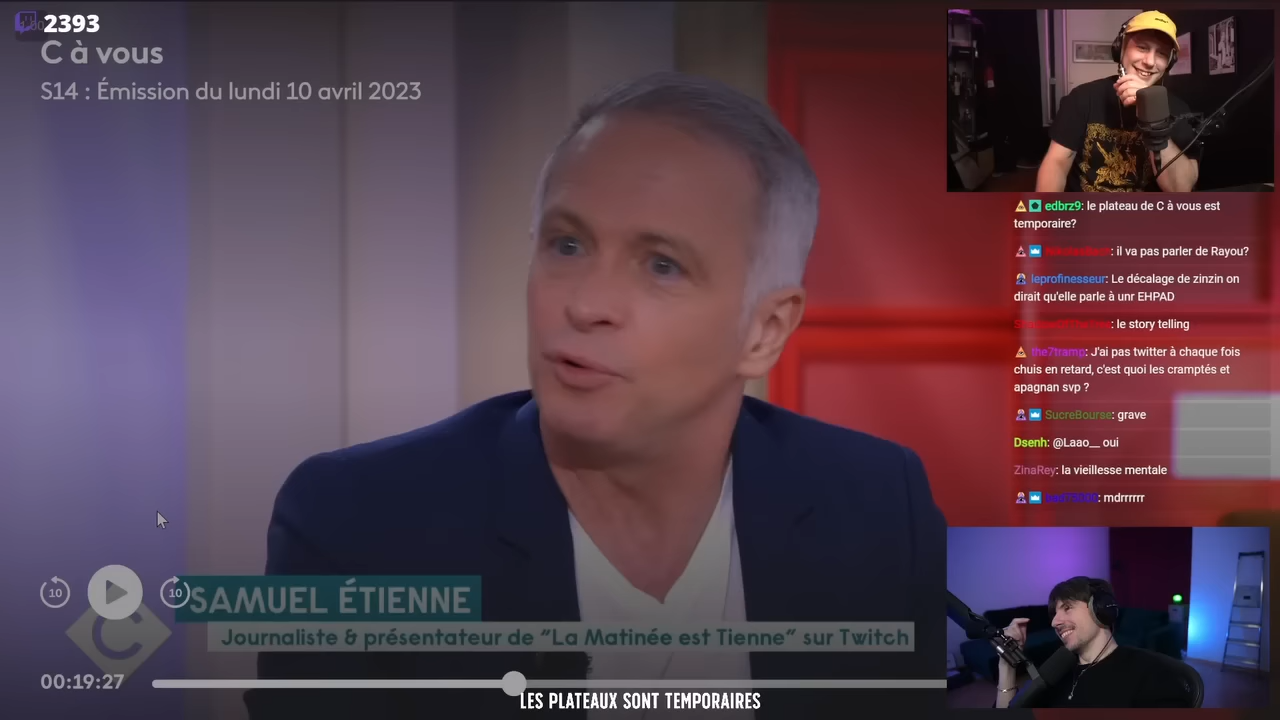 2393
C à vous
S14 : Émission du lundi 10 avril 2023
edbrz9: le plateau de C à vous est
temporaire?
: il va pas parler de Rayou?
leprofinesseur: Le décalage de zinzin on
dirait qu'elle parle à unr EHPAD
: le story telling
the7tramp: J'ai pas twitter à chaque fois
chuis en retard, c'est quoi les cramptés et
apagnan svp ?
SucreBourse: grave
Dsenh: @Laao__ oui
ZinaRey: la vieillesse mentale
: mdrrrrrr
10
10
SAMUEL ÉTIENNE
Journaliste & présentateur de "La Matinée est Tienne" sur Twitch
00:19:27
LES PLATEAUX SONT TEMPORAIRES